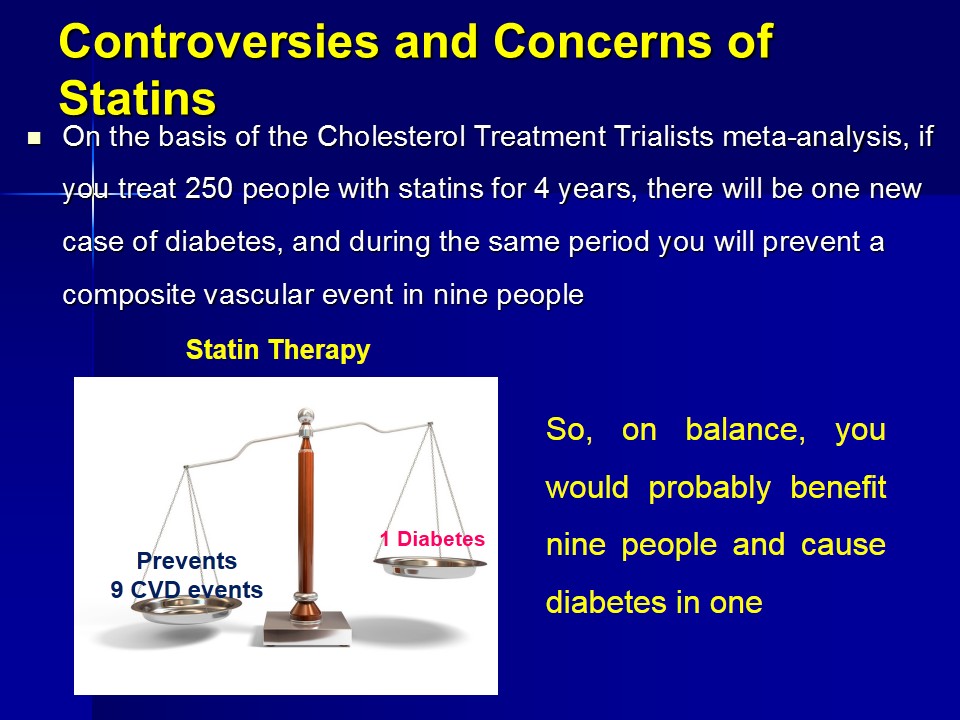 Controversies and Concerns of
Statins
On the basis of the Cholesterol Treatment Trialists meta-analysis, if
you treat 250 people with statins for 4 years, there will be one new
case of diabetes, and during the same period you will prevent a
composite vascular event in nine people
Statin Therapy
Prevents
9 CVD events
1 Diabetes
So, on balance, you
would probably benefit
nine people and cause
diabetes in one